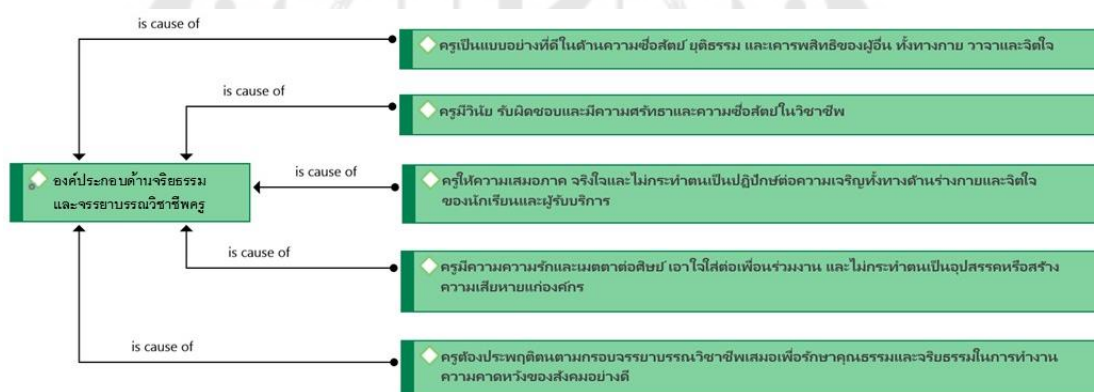 is cause of
ครูเป็นแบบอย่างที่ดีในด้านความซื่อสัตย์ ยุติธรรม และเคารพสิทธิของผู้อื่น ทั้งทางกาย วาจาและจิตใจ
is cause of
ครูมีวินัย รับผิดชอบและมีความศรัทธาและความซื่อสัตย์ในวิชาชีพ
is cause of
ครูให้ความเสมอภาค จริงใจและไม่กระทำตนเป็นปฏิปักษ์ต่อความเจริญทั้งทางด้านร่างกายและจิตใจ
ของนักเรียนและผู้รับบริการ
องค์ประกอบด้านจริยธรรม
และจรรยาบรรณวิชาชีพครู
is cause of
ครูมีความความรักและเมตตาต่อศิษย์ เอาใจใส่ต่อเพื่อนร่วมงาน และไม่กระทำตนเป็นอุปสรรคหรือสร้าง
ความเสียหายแก่องค์กร
is cause of
ครูต้องประพฤติตนตามกรอบจรรยาบรรณวิชาชีพเสมอเพื่อรักษาคุณธรรมและจริยธรรมในการทำงาน
ความคาดหวังของสังคมอย่างดี